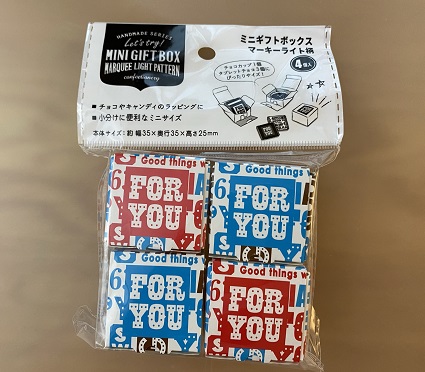 HANDMADE SERIES
Let's try!
MINI GIFT BOX
MARQUEE LIGHT PATTERN
confectionery
ミニギフトボックス
マーキーライト柄
チョコカップ1個
タブレットチョコ3個に
ぴったりサイズ!
4個入
■チョコやキャンディのラッピングに
■小分けに便利なミニサイズ
本体サイズ:約 幅35×奥行35×高さ25mm
Good things w
6
FOR
YOU
S
Good things w
6
FOR
YOU
S
6
FOR
YOU
S
Good things w
6
FOR
YOU
S